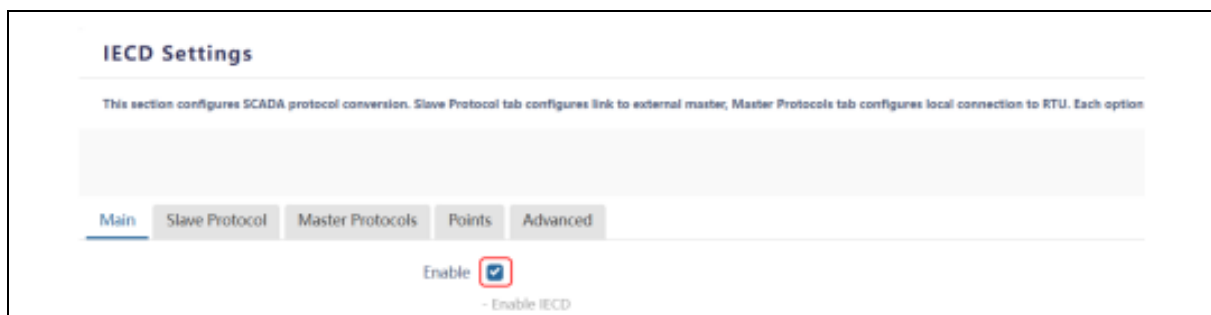 IECD Settings
This section configures SCADA protocol conversion. Slave Protocol tab configures link to external master, Master Protocols tab configures local connection to RTU. Each option
Main Slave Protocol Master Protocols Points Advanced
Enable
- Enable IECD